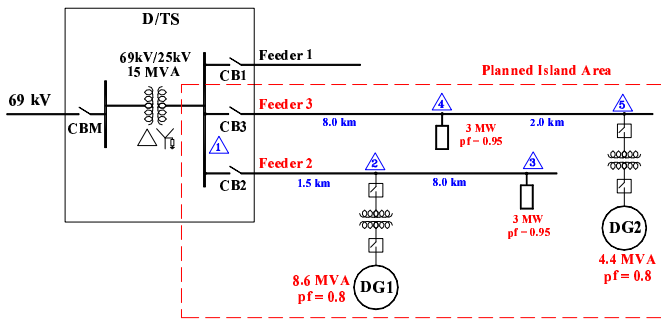 D/TS
69kV/25kV
15 MVA
Feeder 1
CB1
Planned Island Area
69 kV
CBM
Feeder 3
CB3
8.0 km
4
2.0 km
5
3 MW
pf = 0.95
1
Feeder 2
CB2
1.5 km
2
8.0 km
3
3 MW
pf = 0.95
DG2
4.4 MVA
pf = 0.8
8.6 MVA
pf = 0.8
DG1